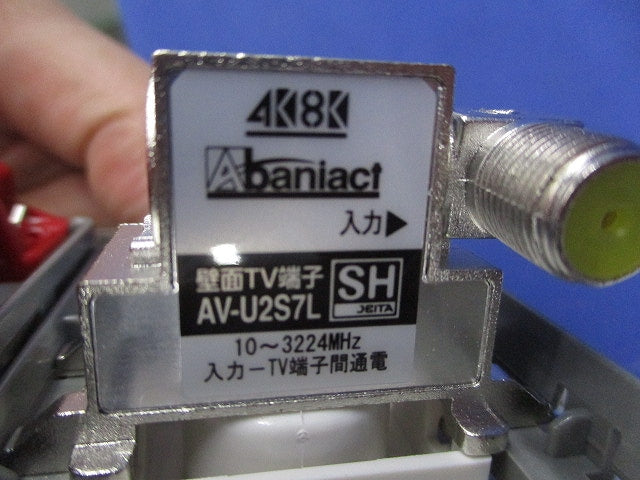 4K8K
Abaniact
入力▶
壁面TV端子
AV-U2S7L
SH
JEITA
10～3224MHz
入力－TV端子間通電